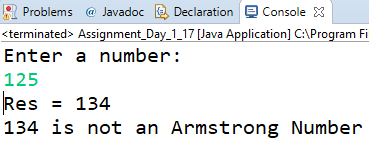 Problems @ Javadoc Declaration Console
<terminated> Assignment_Day_1_17 [Java Application] C:\Program Fi
Enter a number:
125
Res = 134
134 is not an Armstrong Number